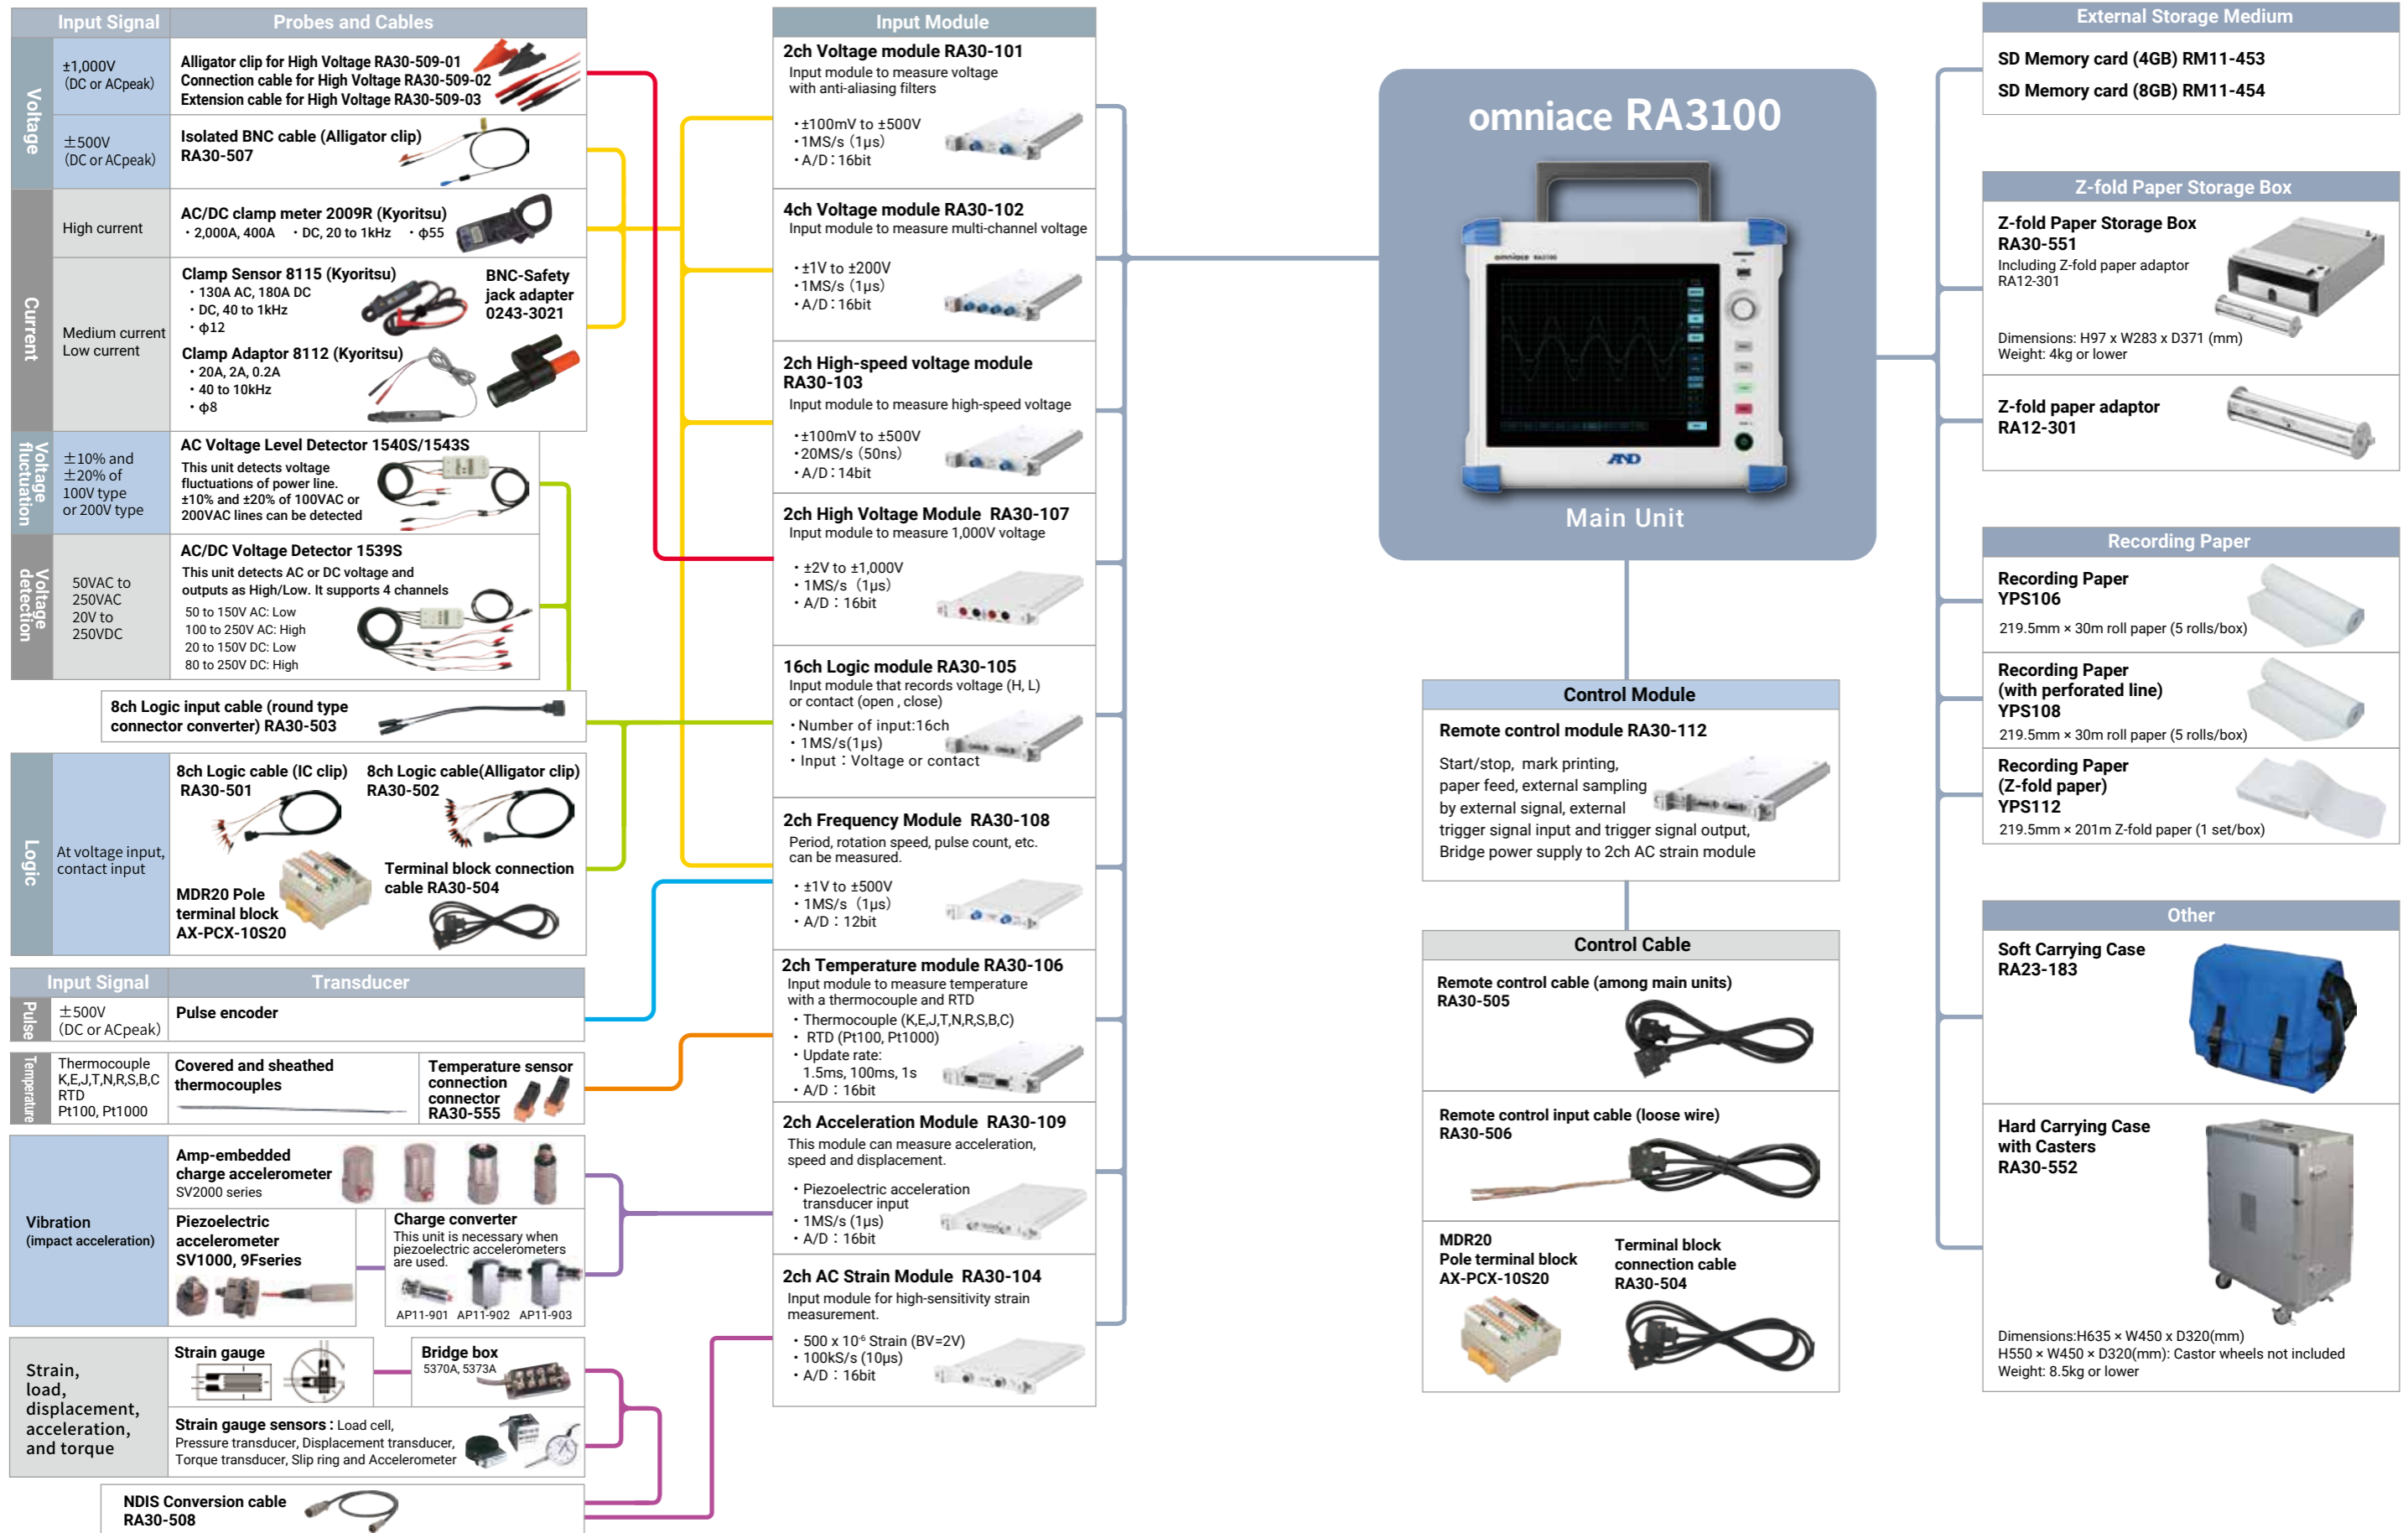 Input Signal
Probes and Cables
Voltage
±1,000V
(DC or ACpeak)
Alligator clip for High Voltage RA30-509-01
Connection cable for High Voltage RA30-509-02
Extension cable for High Voltage RA30-509-03
±500V
(DC or ACpeak)
Isolated BNC cable (Alligator clip)
RA30-507
Current
High current
AC/DC clamp meter 2009R (Kyoritsu)
・2,000A, 400A ・DC, 20 to 1kHz ・φ55
Medium current
Low current
Clamp Sensor 8115 (Kyoritsu)
・130A AC, 180A DC
・DC, 40 to 1kHz
・φ12
BNC-Safety
jack adapter
0243-3021
Clamp Adaptor 8112 (Kyoritsu)
・20A, 2A, 0.2A
・40 to 10kHz
・φ8
Voltage
fluctuation
±10% and
±20% of
100V type
or 200V type
AC Voltage Level Detector 1540S/1543S
This unit detects voltage
fluctuations of power line.
±10% and ±20% of 100VAC or
200VAC lines can be detected
Voltage
detection
50VAC to
250VAC
20V to
250VDC
AC/DC Voltage Detector 1539S
This unit detects AC or DC voltage and
outputs as High/Low. It supports 4 channels
50 to 150V AC: Low
100 to 250V AC: High
20 to 150V DC: Low
80 to 250V DC: High
8ch Logic input cable (round type
connector converter) RA30-503
Logic
At voltage input,
contact input
8ch Logic cable (IC clip)
RA30-501
8ch Logic cable(Alligator clip)
RA30-502
MDR20 Pole
terminal block
AX-PCX-10S20
Terminal block connection
cable RA30-504
Input Signal
Transducer
Pulse
±500V
(DC or ACpeak)
Pulse encoder
Temperature
Thermocouple
K,E,J,T,N,R,S,B,C
RTD
Pt100, Pt1000
Covered and sheathed
thermocouples
Temperature sensor
connection
connector
RA30-555
Vibration
(impact acceleration)
Amp-embedded
charge accelerometer
SV2000 series
Piezoelectric
accelerometer
SV1000, 9Fseries
Charge converter
This unit is necessary when
piezoelectric accelerometers
are used.
AP11-901 AP11-902 AP11-903
Strain,
load,
displacement,
acceleration,
and torque
Strain gauge
Bridge box
5370A, 5373A
Strain gauge sensors : Load cell,
Pressure transducer, Displacement transducer,
Torque transducer, Slip ring and Accelerometer
NDIS Conversion cable
RA30-508
Input Module
2ch Voltage module RA30-101
Input module to measure voltage
with anti-aliasing filters
・±100mV to ±500V
・1MS/s (1μs)
・A/D：16bit
4ch Voltage module RA30-102
Input module to measure multi-channel voltage
・±1V to ±200V
・1MS/s (1μs)
・A/D：16bit
2ch High-speed voltage module
RA30-103
Input module to measure high-speed voltage
・±100mV to ±500V
・20MS/s (50ns)
・A/D：14bit
2ch High Voltage Module RA30-107
Input module to measure 1,000V voltage
・±2V to ±1,000V
・1MS/s (1μs)
・A/D：16bit
16ch Logic module RA30-105
Input module that records voltage (H, L)
or contact (open , close)
・Number of input:16ch
・1MS/s(1μs)
・Input：Voltage or contact
2ch Frequency Module RA30-108
Period, rotation speed, pulse count, etc.
can be measured.
・±1V to ±500V
・1MS/s (1μs)
・A/D：12bit
2ch Temperature module RA30-106
Input module to measure temperature
with a thermocouple and RTD
・Thermocouple (K,E,J,T,N,R,S,B,C)
・RTD (Pt100, Pt1000)
・Update rate:
1.5ms, 100ms, 1s
・A/D：16bit
2ch Acceleration Module RA30-109
This module can measure acceleration,
speed and displacement.
・Piezoelectric acceleration
transducer input
・1MS/s (1μs)
・A/D：16bit
2ch AC Strain Module RA30-104
Input module for high-sensitivity strain
measurement.
・500 x 10⁻⁶ Strain (BV=2V)
・100kS/s (10μs)
・A/D：16bit
omniace RA3100
omniace RA3100
AND
Main Unit
Control Module
Remote control module RA30-112
Start/stop, mark printing,
paper feed, external sampling
by external signal, external
trigger signal input and trigger signal output,
Bridge power supply to 2ch AC strain module
Control Cable
Remote control cable (among main units)
RA30-505
Remote control input cable (loose wire)
RA30-506
MDR20
Pole terminal block
AX-PCX-10S20
Terminal block
connection cable
RA30-504
External Storage Medium
SD Memory card (4GB) RM11-453
SD Memory card (8GB) RM11-454
Z-fold Paper Storage Box
Z-fold Paper Storage Box
RA30-551
Including Z-fold paper adaptor
RA12-301
Dimensions: H97 x W283 x D371 (mm)
Weight: 4kg or lower
Z-fold paper adaptor
RA12-301
Recording Paper
Recording Paper
YPS106
219.5mm × 30m roll paper (5 rolls/box)
Recording Paper
(with perforated line)
YPS108
219.5mm × 30m roll paper (5 rolls/box)
Recording Paper
(Z-fold paper)
YPS112
219.5mm × 201m Z-fold paper (1 set/box)
Other
Soft Carrying Case
RA23-183
Hard Carrying Case
with Casters
RA30-552
Dimensions:H635 × W450 x D320(mm)
H550 × W450 × D320(mm): Castor wheels not included
Weight: 8.5kg or lower